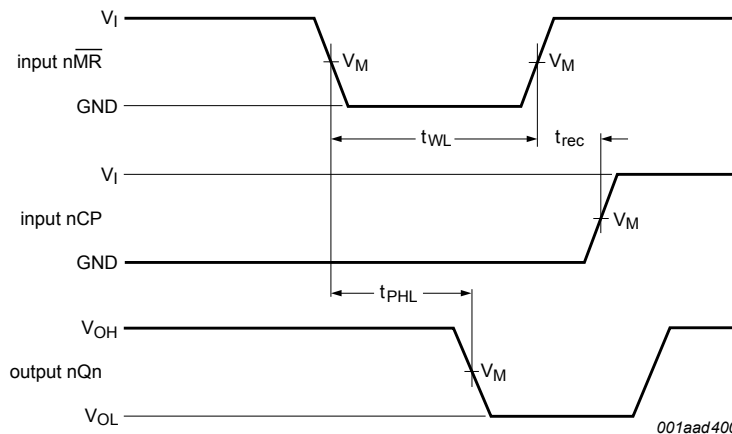 V_I
input nM̅R̅
V_M V_M
GND
t_WL t_rec
V_I
input nCP
V_M
GND
t_PHL
V_OH
output nQn
V_M
V_OL
001aad400